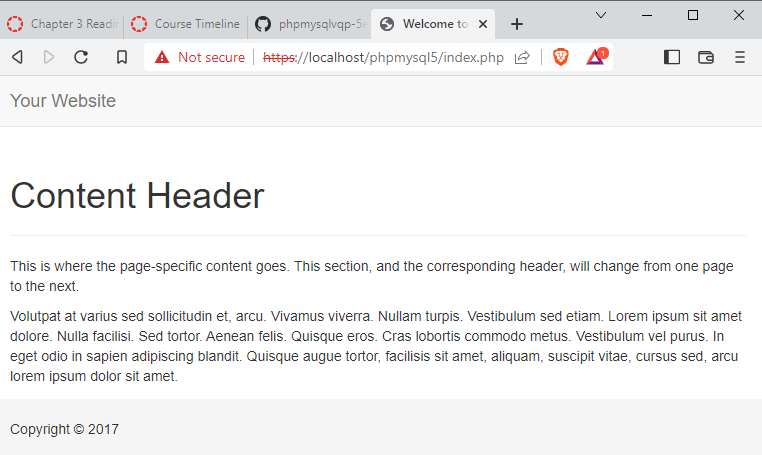 Chapter 3 Readin
Course Timeline
phpmysqlvqp-5e
Welcome to
Not secure
https://localhost/phpmysql5/index.php
1
Your Website
Content Header
This is where the page-specific content goes. This section, and the corresponding header, will change from one page
to the next.
Volutpat at varius sed sollicitudin et, arcu. Vivamus viverra. Nullam turpis. Vestibulum sed etiam. Lorem ipsum sit amet
dolore. Nulla facilisi. Sed tortor. Aenean felis. Quisque eros. Cras lobortis commodo metus. Vestibulum vel purus. In
eget odio in sapien adipiscing blandit. Quisque augue tortor, facilisis sit amet, aliquam, suscipit vitae, cursus sed, arcu
lorem ipsum dolor sit amet.
Copyright © 2017